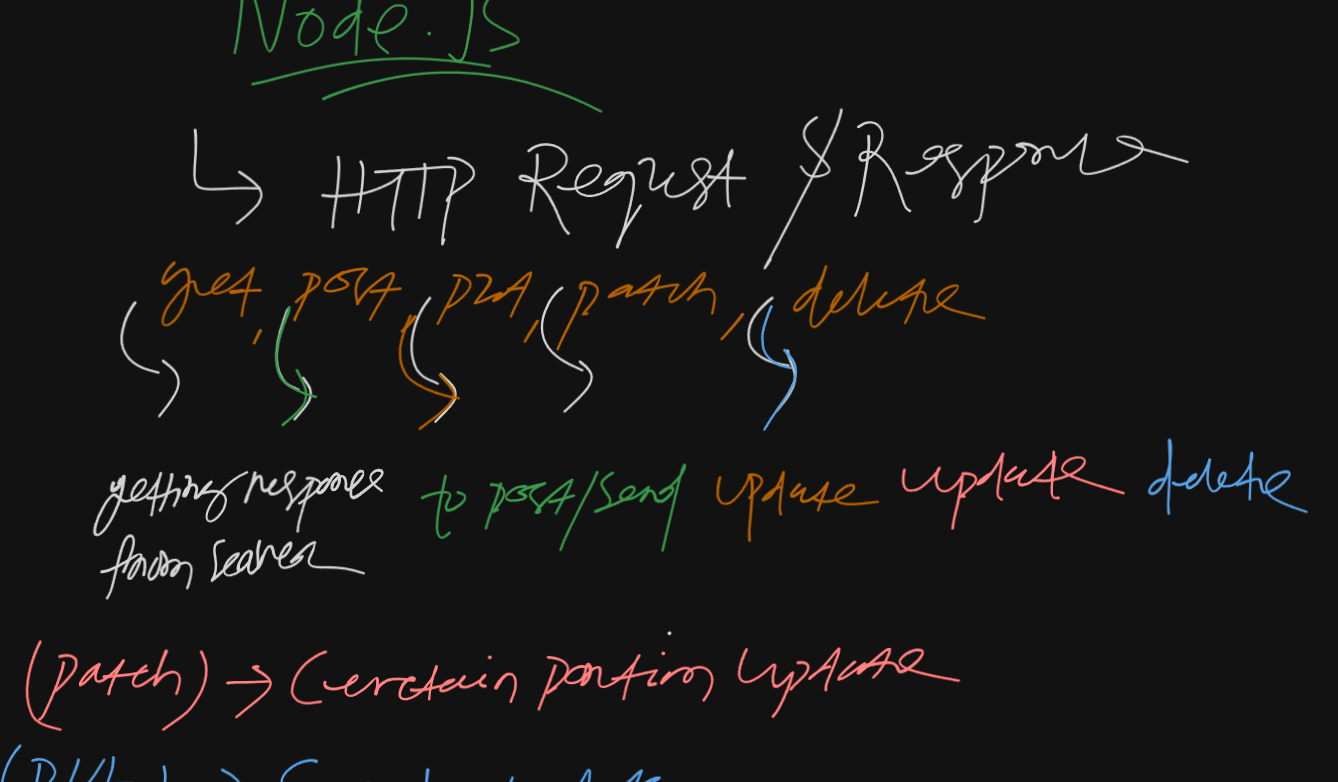 Node.JS
HTTP Request & Response
get, post, put, patch, delete
getting response to post/send update update delete
from server
(patch) → Certain portion update